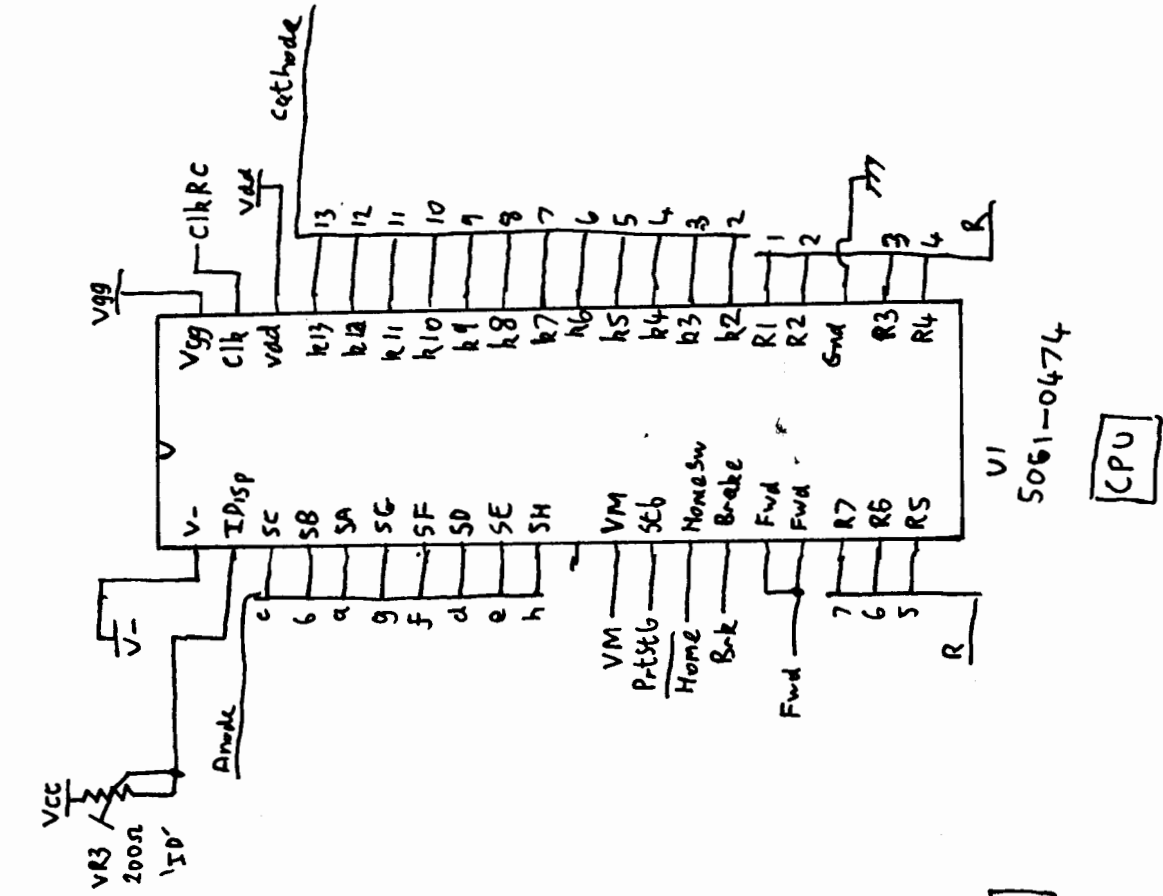 VR3
200Ω
'ID'
Vcc
V-
Anode
c
b
a
g
f
d
e
h
VM
PrtStb
Home
Brk
Fwd
7
6
5
R
V-
IDisp
SC
SB
SA
SG
SF
SD
SE
SH
VM
Stb
HomeSw
Brake
Fwd
Fwd
R7
R6
R5
Vgg
Clk
Vdd
k13
k12
k11
k10
k9
k8
k7
k6
k5
k4
k3
k2
R1
R2
Gnd
R3
R4
Vgg
ClkRC
Vdd
Cathode
13
12
11
10
9
8
7
6
5
4
3
2
1
2
3
4
R
U1
5061-0474
CPU